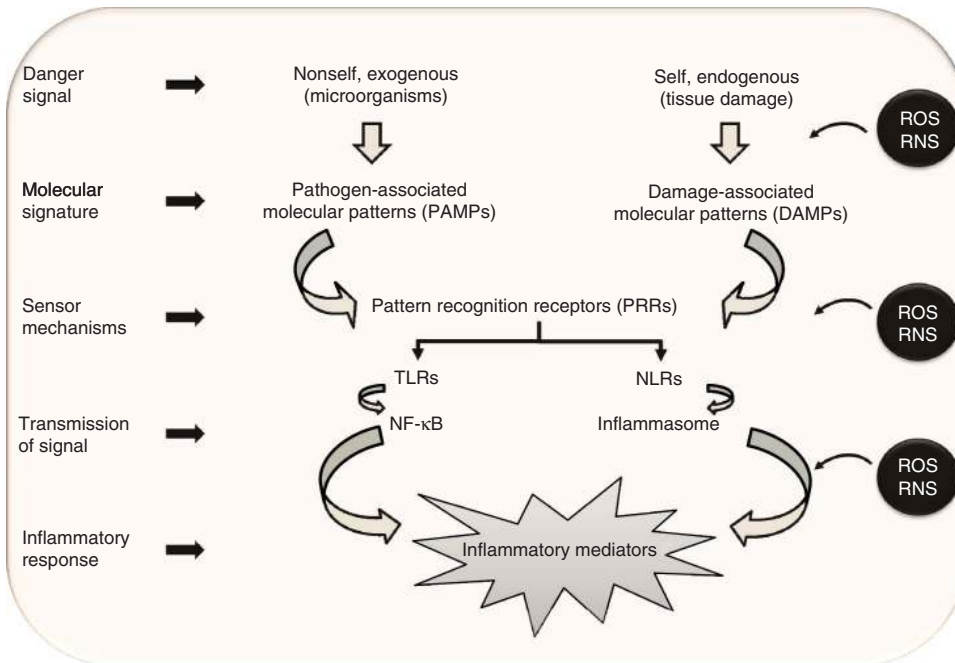 Danger
signal
Nonself, exogenous
(microorganisms)
Self, endogenous
(tissue damage)
ROS
RNS
Molecular
signature
Pathogen-associated
molecular patterns (PAMPs)
Damage-associated
molecular patterns (DAMPs)
Sensor
mechanisms
Pattern recognition receptors (PRRs)
ROS
RNS
TLRs
NLRs
Transmission
of signal
NF-κB
Inflammasome
ROS
RNS
Inflammatory
response
Inflammatory mediators